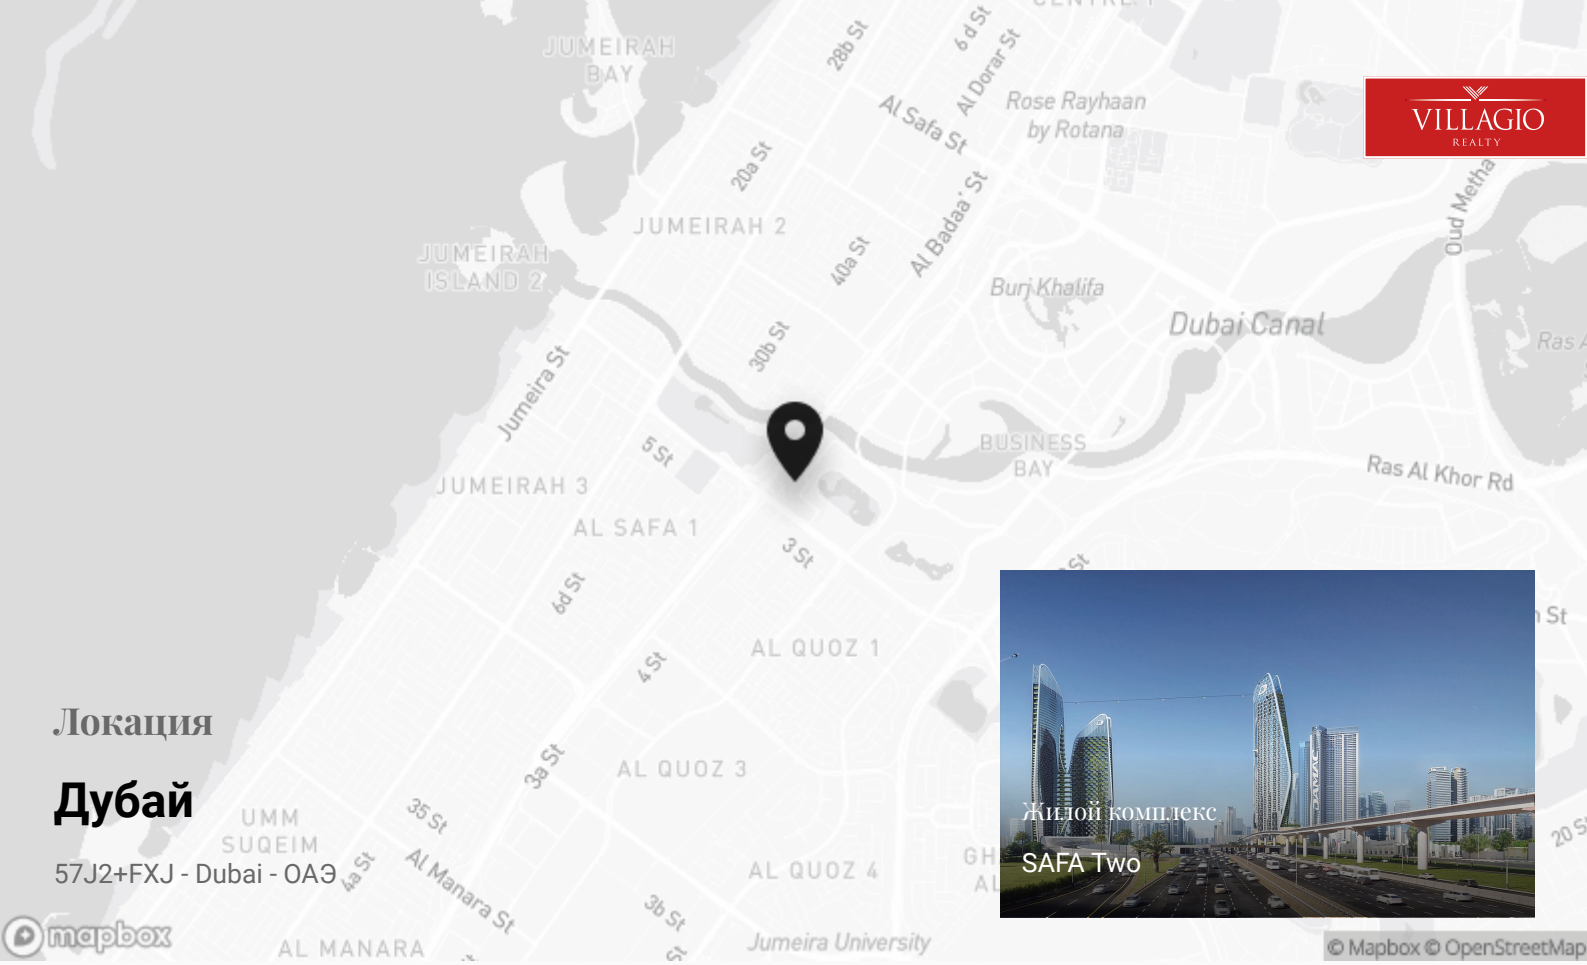 CENTRE 1
JUMEIRAH
BAY
28b St
6d St
Al Dorar St
Al Safa St
Rose Rayhaan
by Rotana
VILLAGIO
REALTY
20a St
Oud Metha
JUMEIRAH 2
Al Badaa' St
40a St
JUMEIRAH
ISLAND 2
Burj Khalifa
Dubai Canal
30b St
Jumeira St
5 St
BUSINESS
BAY
Ras Al Khor Rd
JUMEIRAH 3
AL SAFA 1
3 St
6d St
AL QUOZ 1
4 St
Локация
Дубай
57J2+FXJ - Dubai - ОАЭ
3a St
AL QUOZ 3
UMM
SUQEIM
35 St
4a St
Al Manara St
AL QUOZ 4
3b St
DAMAC
Жилой комплекс
SAFA Two
mapbox
AL MANARA
Jumeira University
© Mapbox © OpenStreetMap